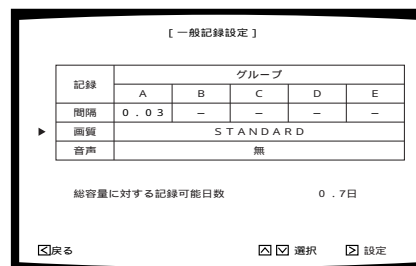 [ 一般記録設定 ]
記録 グループ
A B C D E
間隔 0.03 − − − −
▶ 画質 STANDARD
音声 無
総容量に対する記録可能日数 0.7日
戻る 選択 設定